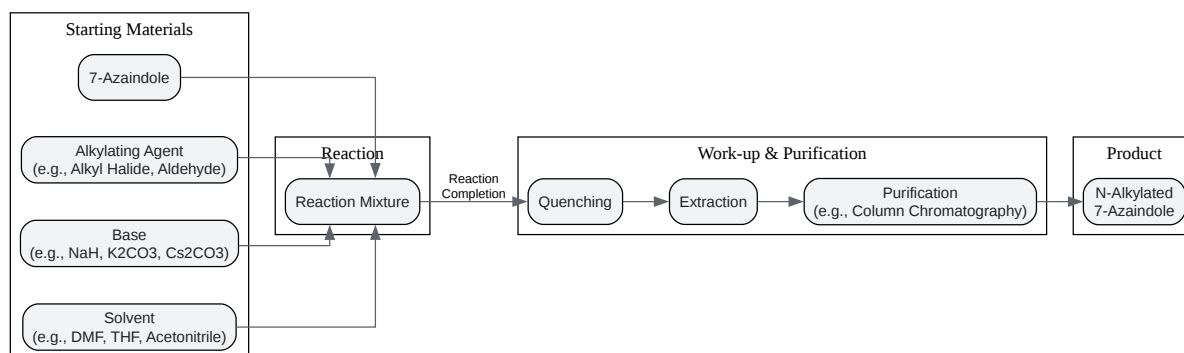 Starting Materials
7-Azaindole
Alkylating Agent
(e.g., Alkyl Halide, Aldehyde)
Base
(e.g., NaH, K2CO3, Cs2CO3)
Solvent
(e.g., DMF, THF, Acetonitrile)
Reaction
Reaction Mixture
Reaction
Completion
Work-up & Purification
Quenching
Extraction
Purification
(e.g., Column Chromatography)
Product
N-Alkylated
7-Azaindole